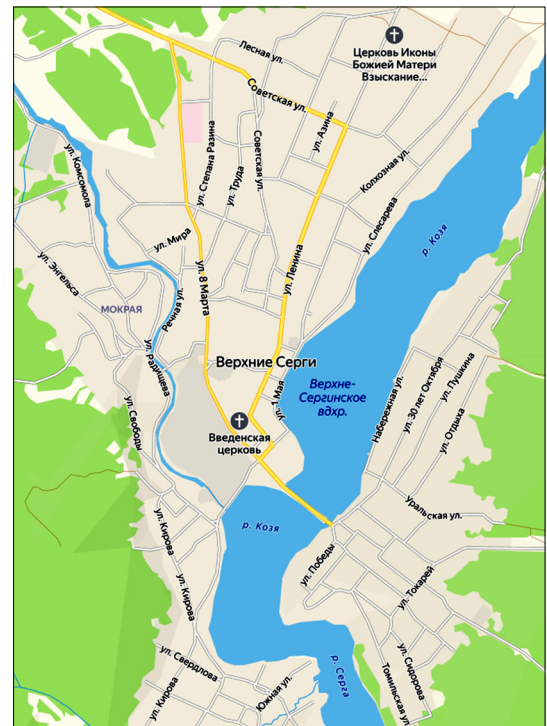 Лесная ул.
Церковь Иконы
Божией Матери
Взыскание...
Советская ул.
ул. Азина
ул. Степана Разина
Советская ул.
ул. Труда
Колхозная ул.
ул. Комсомола
ул. Слесарева
р. Козя
ул. Мира
ул. Энгельса
ул. Ленина
ул. 8 Марта
Речная ул.
МОКРАЯ
ул. Радищева
Верхние Серги
Верхне-
Сергинское
вдхр.
ул. 1 Мая
Набережная ул.
ул. 30 лет Октября
ул. Пушкина
ул. Отдыха
ул. Свободы
Введенская
церковь
Уральская ул.
ул. Кирова
р. Козя
ул. Победы
ул. Кирова
ул. Токарей
ул. Свердлова
ул. Сидорова
р. Серга
Томильская ул.
Южная ул.
ул. Кирова